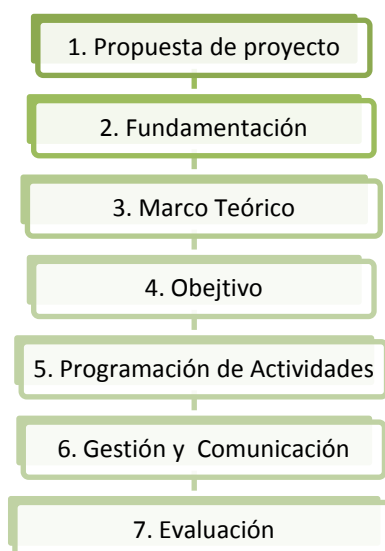 1. Propuesta de proyecto
2. Fundamentación
3. Marco Teórico
4. Obejtivo
5. Programación de Actividades
6. Gestión y  Comunicación
7. Evaluación